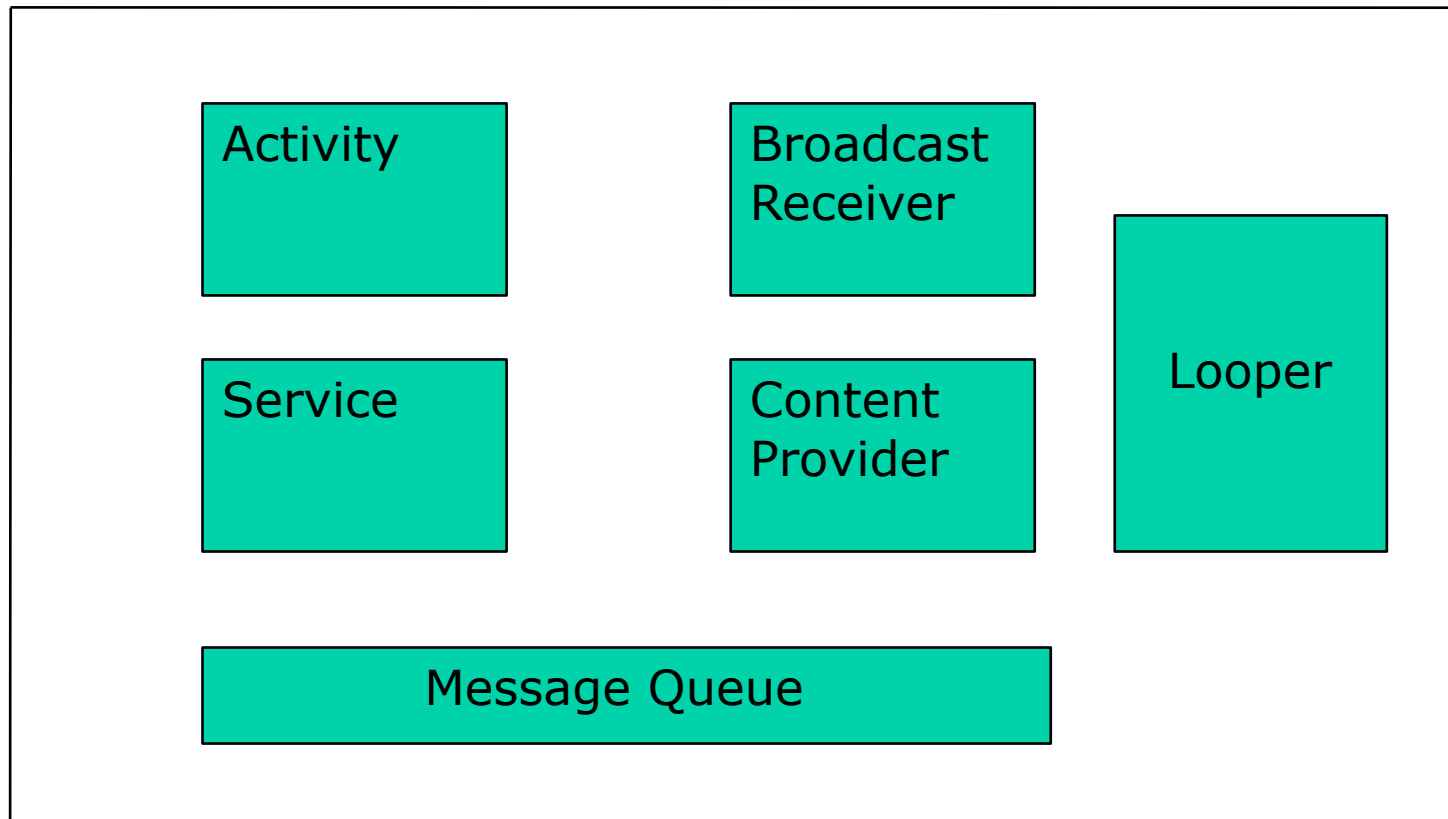 Activity
Broadcast
Receiver
Service
Content
Provider
Looper
Message Queue